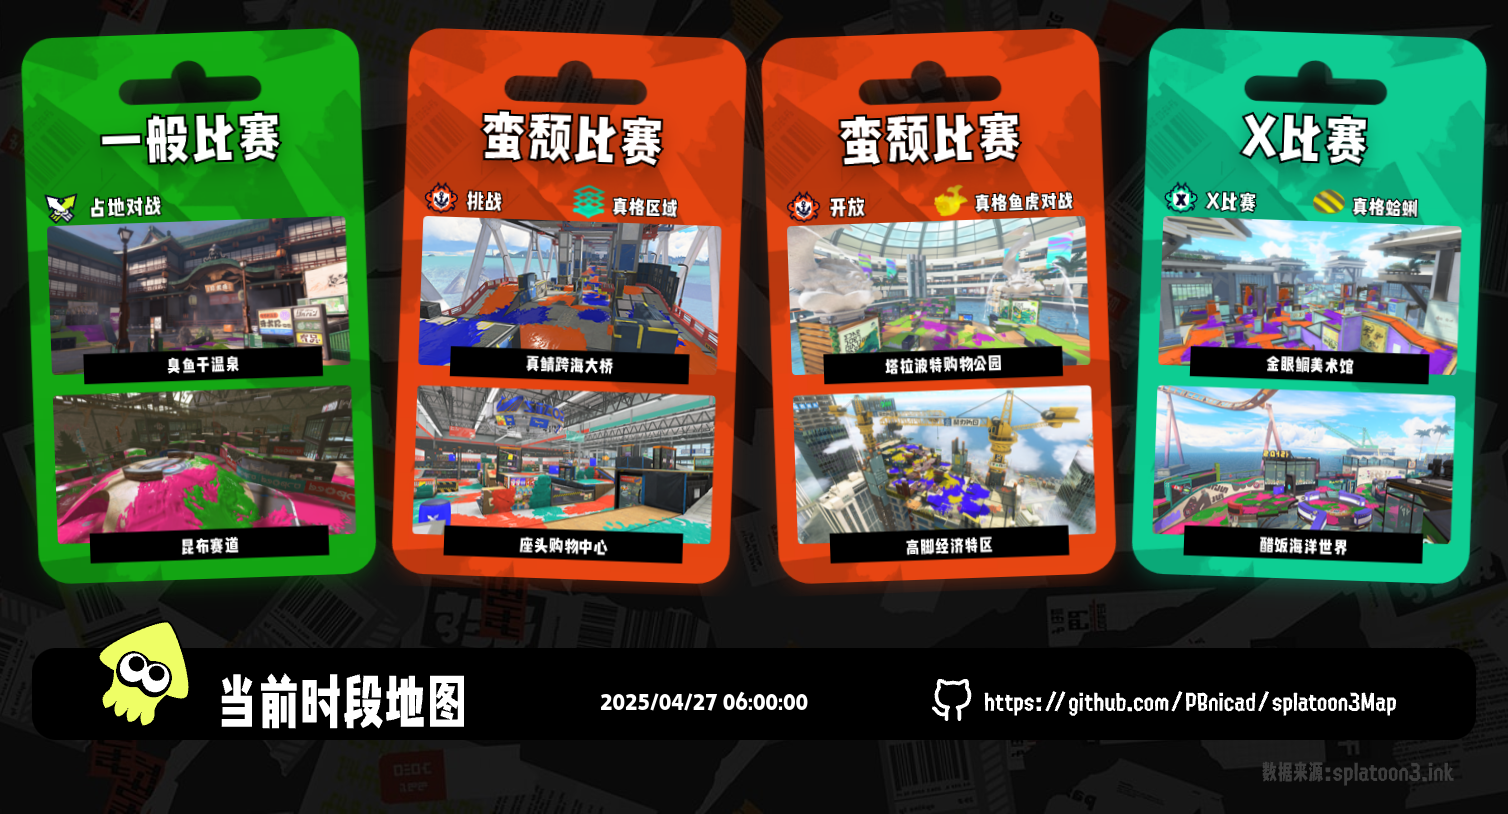 一般比赛
占地对战
臭鱼干温泉
昆布赛道
蛮颓比赛
挑战
真格区域
真鲭跨海大桥
座头购物中心
蛮颓比赛
开放
真格鱼虎对战
塔拉波特购物公园
高脚经济特区
X比赛
X比赛
真格蛤蜊
金眼鲷美术馆
醋饭海洋世界
当前时段地图
2025/04/27 06:00:00
https://github.com/PBnicad/splatoon3Map
数据来源:splatoon3.ink